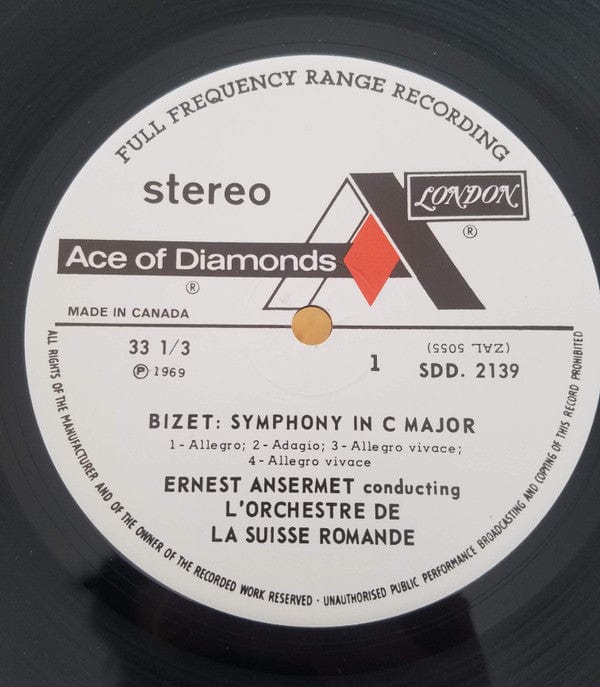 FULL FREQUENCY RANGE RECORDING
stereo
LONDON
®
Ace of Diamonds
®
MADE IN CANADA
33 1/3
℗ 1969
1
(ZAL 5055)
SDD. 2139
BIZET: SYMPHONY IN C MAJOR
1 - Allegro; 2 - Adagio; 3 - Allegro vivace;
4 - Allegro vivace
ERNEST ANSERMET conducting
L'ORCHESTRE DE
LA SUISSE ROMANDE
ALL RIGHTS OF THE MANUFACTURER AND OF THE OWNER OF THE RECORDED WORK RESERVED · UNAUTHORISED PUBLIC PERFORMANCE BROADCASTING AND COPYING OF THIS RECORD PROHIBITED